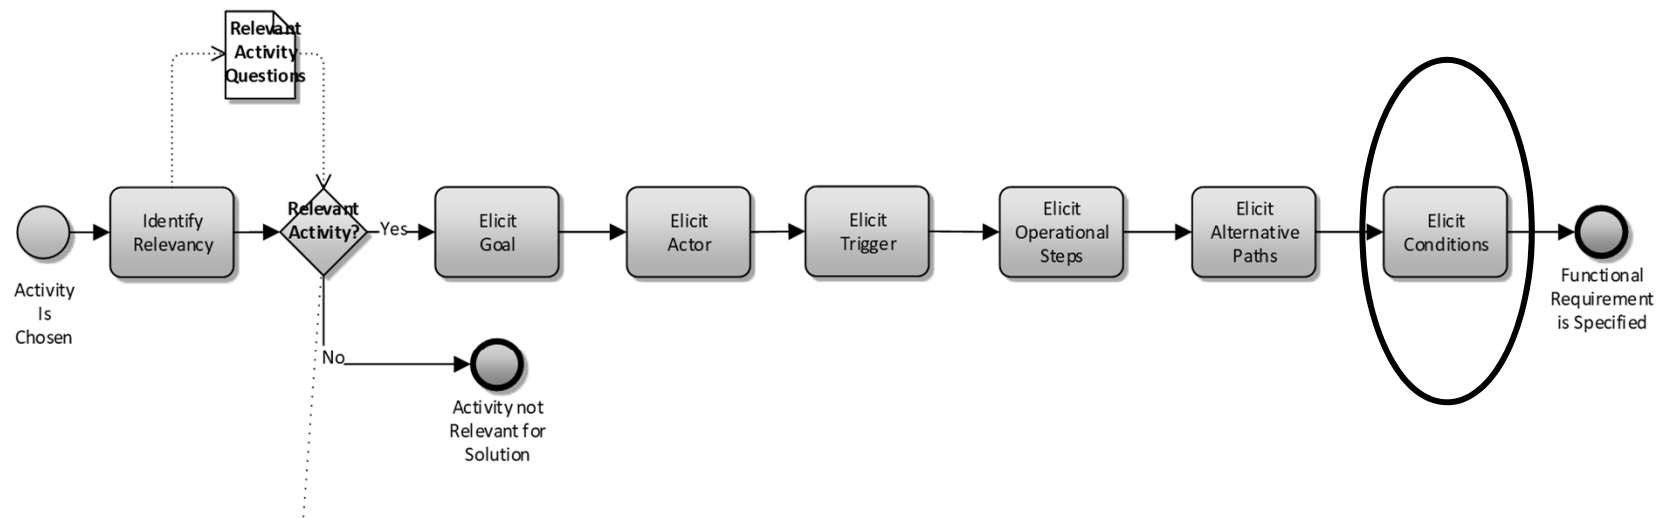 Relevant
Activity
Questions
Activity
Is
Chosen
Identify
Relevancy
Relevant
Activity?
Yes
No
Activity not
Relevant for
Solution
Elicit
Goal
Elicit
Actor
Elicit
Trigger
Elicit
Operational
Steps
Elicit
Alternative
Paths
Elicit
Conditions
Functional
Requirement
is Specified